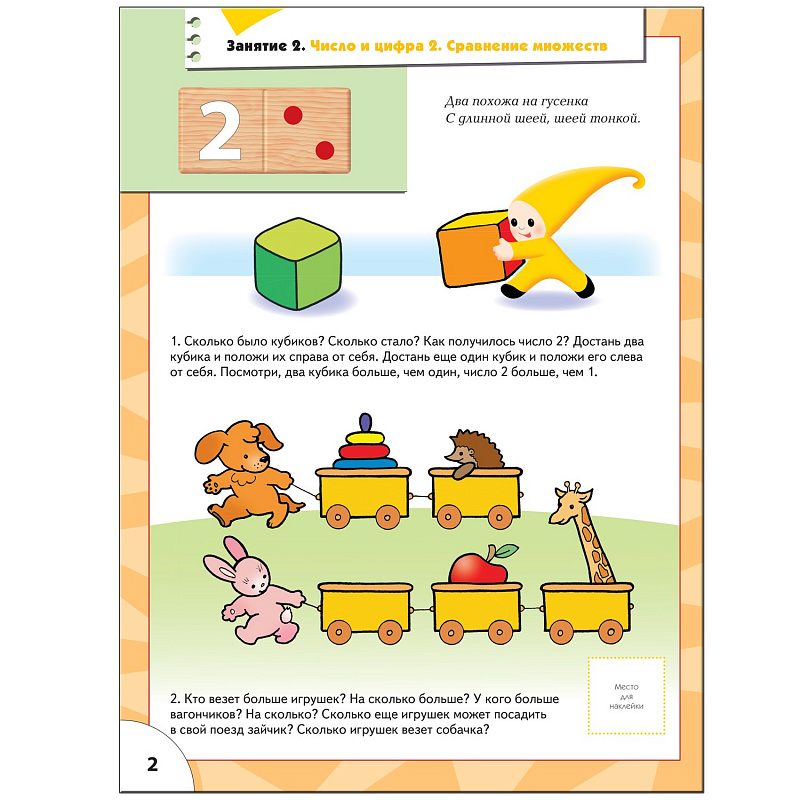 Занятие 2. Число и цифра 2. Сравнение множеств
2
Два похожа на гусенка
С длинной шеей, шеей тонкой.
1. Сколько было кубиков? Сколько стало? Как получилось число 2? Достань два
кубика и положи их справа от себя. Достань еще один кубик и положи его слева
от себя. Посмотри, два кубика больше, чем один, число 2 больше, чем 1.
2. Кто везет больше игрушек? На сколько больше? У кого больше
вагончиков? На сколько? Сколько еще игрушек может посадить
в свой поезд зайчик? Сколько игрушек везет собачка?
Место
для
наклейки
2